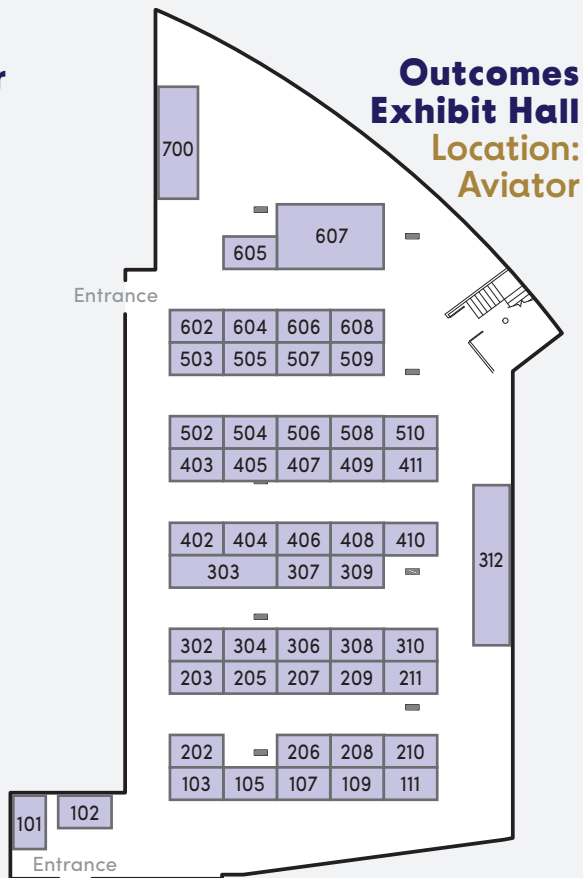 r
Outcomes
Exhibit Hall
Location:
Aviator
700
607
605
Entrance
602 604 606 608
503 505 507 509
502 504 506 508 510
403 405 407 409 411
402 404 406 408 410
303 307 309
312
302 304 306 308 310
203 205 207 209 211
202 206 208 210
103 105 107 109 111
101 102
Entrance